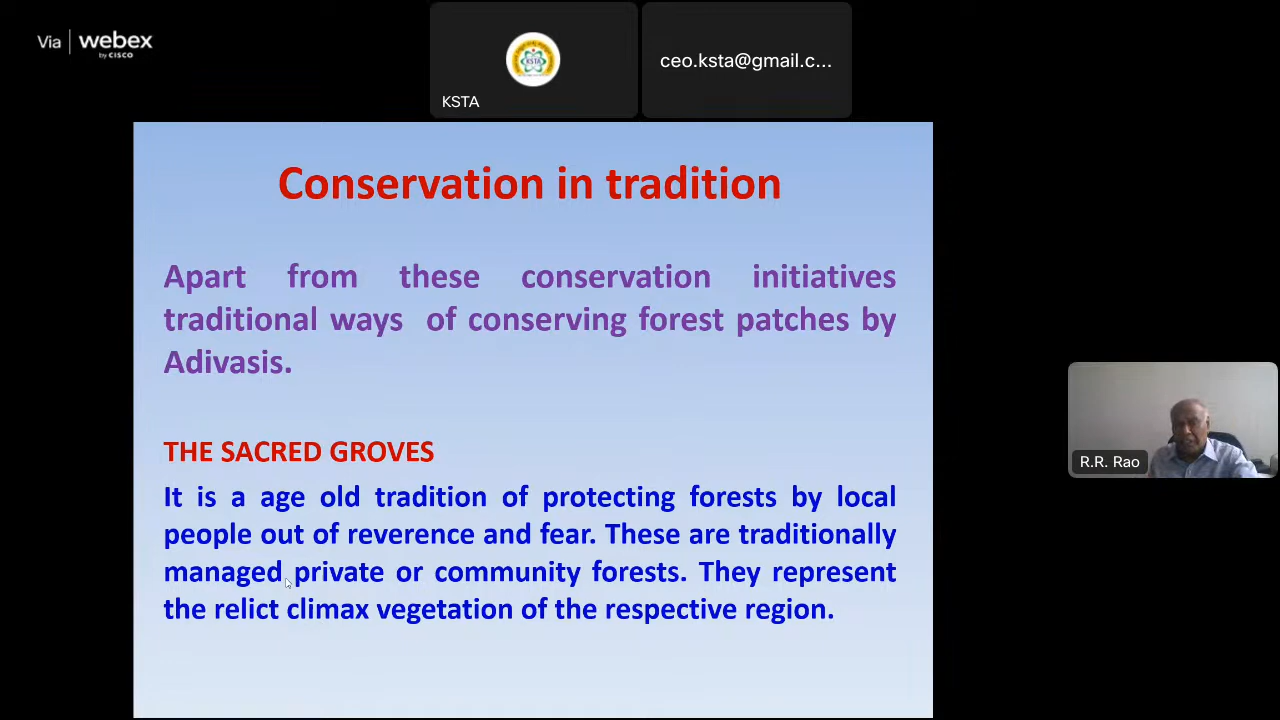 Via webex
by CISCO
KSTA
KSTA
ceo.ksta@gmail.c...
Conservation in tradition
Apart from these conservation initiatives
traditional ways of conserving forest patches by
Adivasis.
THE SACRED GROVES
It is a age old tradition of protecting forests by local
people out of reverence and fear. These are traditionally
managed private or community forests. They represent
the relict climax vegetation of the respective region.
R.R. Rao